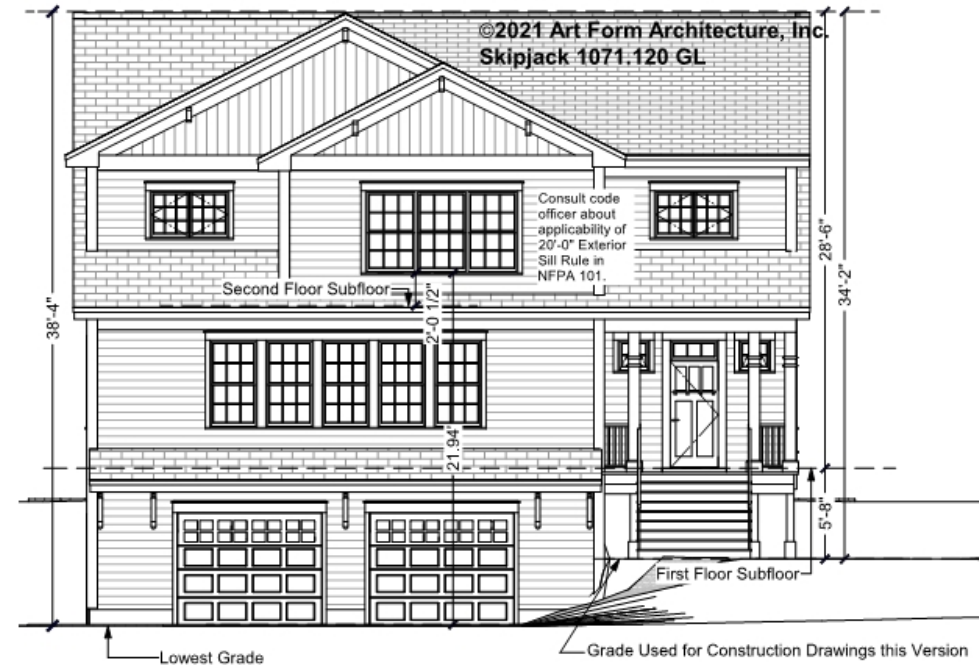 ©2021 Art Form Architecture, Inc.
Skipjack 1071.120 GL
Consult code
officer about
applicability of
20'-0" Exterior
Sill Rule in
NFPA 101.
Second Floor Subfloor
2'-0 1/2"
38'-4"
28'-6"
34'-2"
21.94'
5'-8"
First Floor Subfloor
Grade Used for Construction Drawings this Version
Lowest Grade